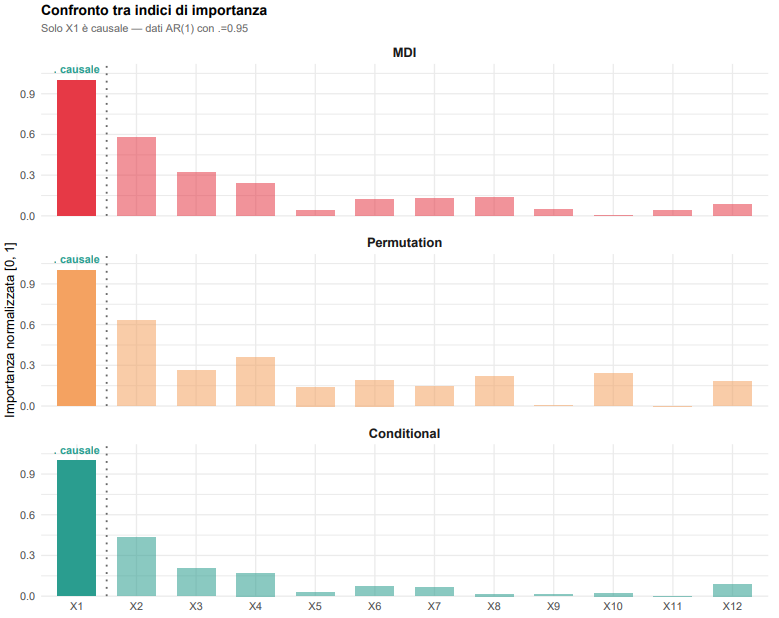 Confronto tra indici di importanza
Solo X1 è causale — dati AR(1) con .=0.95
MDI
. causale
0.9
0.6
0.3
0.0
Permutation
. causale
0.9
0.6
0.3
0.0
Importanza normalizzata [0, 1]
Conditional
. causale
0.9
0.6
0.3
0.0
X1 X2 X3 X4 X5 X6 X7 X8 X9 X10 X11 X12